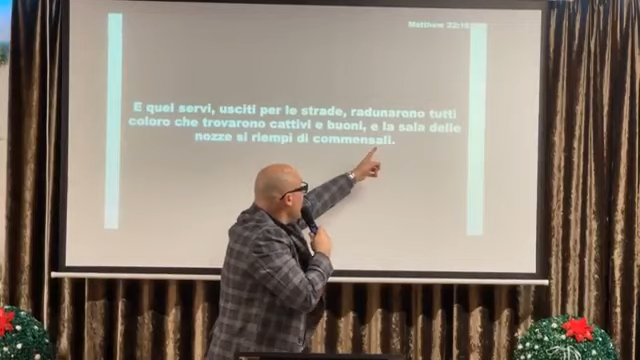 Matthew 22:10
E quei servi, usciti per le strade, radunarono tutti
coloro che trovarono cattivi e buoni, e la sala delle
nozze si riempì di commensali.